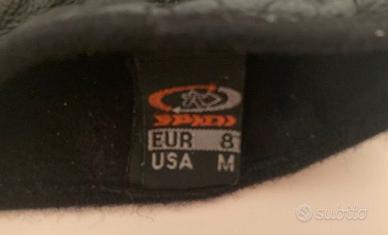 SPIDI
EUR 8
USA M
subito